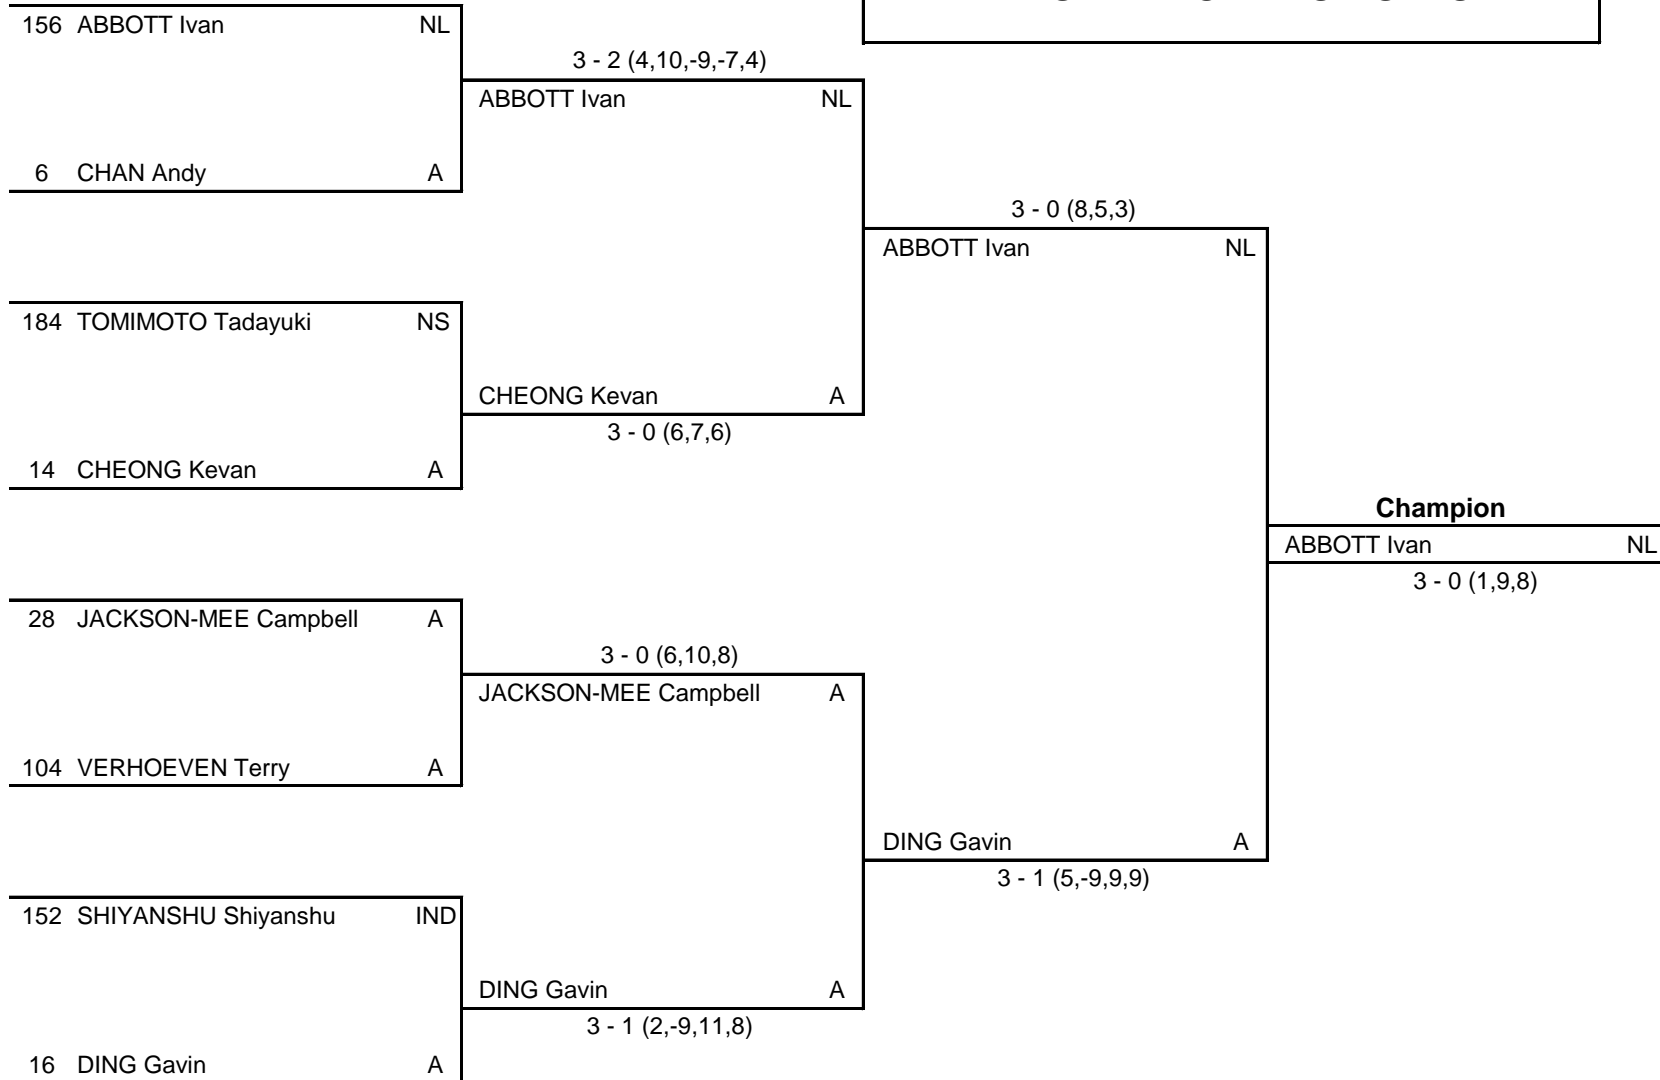 156 ABBOTT Ivan NL
3 - 2 (4,10,-9,-7,4)
ABBOTT Ivan NL
6 CHAN Andy A
3 - 0 (8,5,3)
ABBOTT Ivan NL
184 TOMIMOTO Tadayuki NS
CHEONG Kevan A
3 - 0 (6,7,6)
14 CHEONG Kevan A
Champion
ABBOTT Ivan NL
3 - 0 (1,9,8)
28 JACKSON-MEE Campbell A
3 - 0 (6,10,8)
JACKSON-MEE Campbell A
104 VERHOEVEN Terry A
DING Gavin A
3 - 1 (5,-9,9,9)
152 SHIYANSHU Shiyanshu IND
DING Gavin A
3 - 1 (2,-9,11,8)
16 DING Gavin A